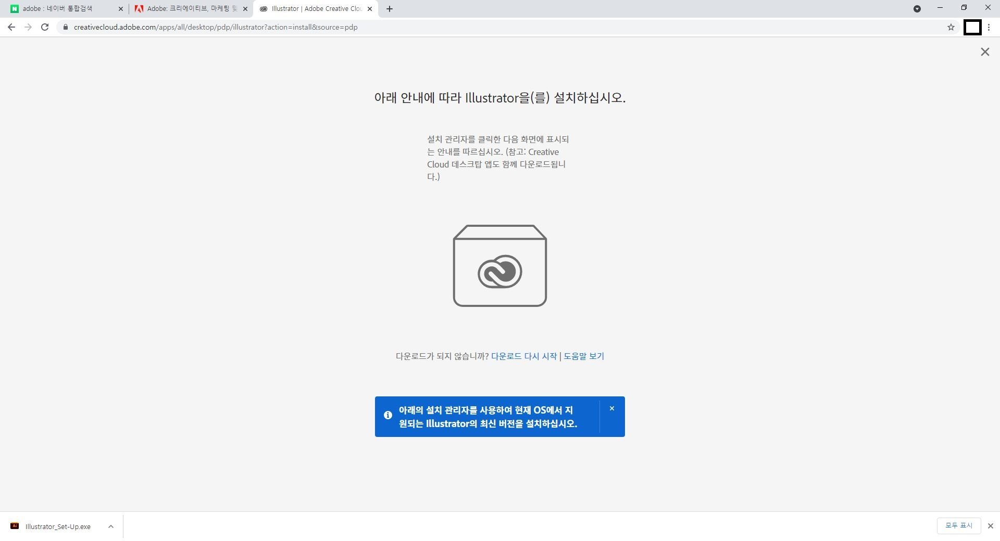 adobe : 네이버 통합검색
Adobe: 크리에이티브, 마케팅 및
Illustrator | Adobe Creative Clou
creativecloud.adobe.com/apps/all/desktop/pdp/illustrator?action=install&source=pdp
아래 안내에 따라 Illustrator을(를) 설치하십시오.
설치 관리자를 클릭한 다음 화면에 표시되
는 안내를 따르십시오. (참고: Creative
Cloud 데스크탑 앱도 함께 다운로드됩니
다.)
다운로드가 되지 않습니까? 다운로드 다시 시작 | 도움말 보기
아래의 설치 관리자를 사용하여 현재 OS에서 지
원되는 Illustrator의 최신 버전을 설치하십시오.
Ai
Illustrator_Set-Up.exe
모두 표시